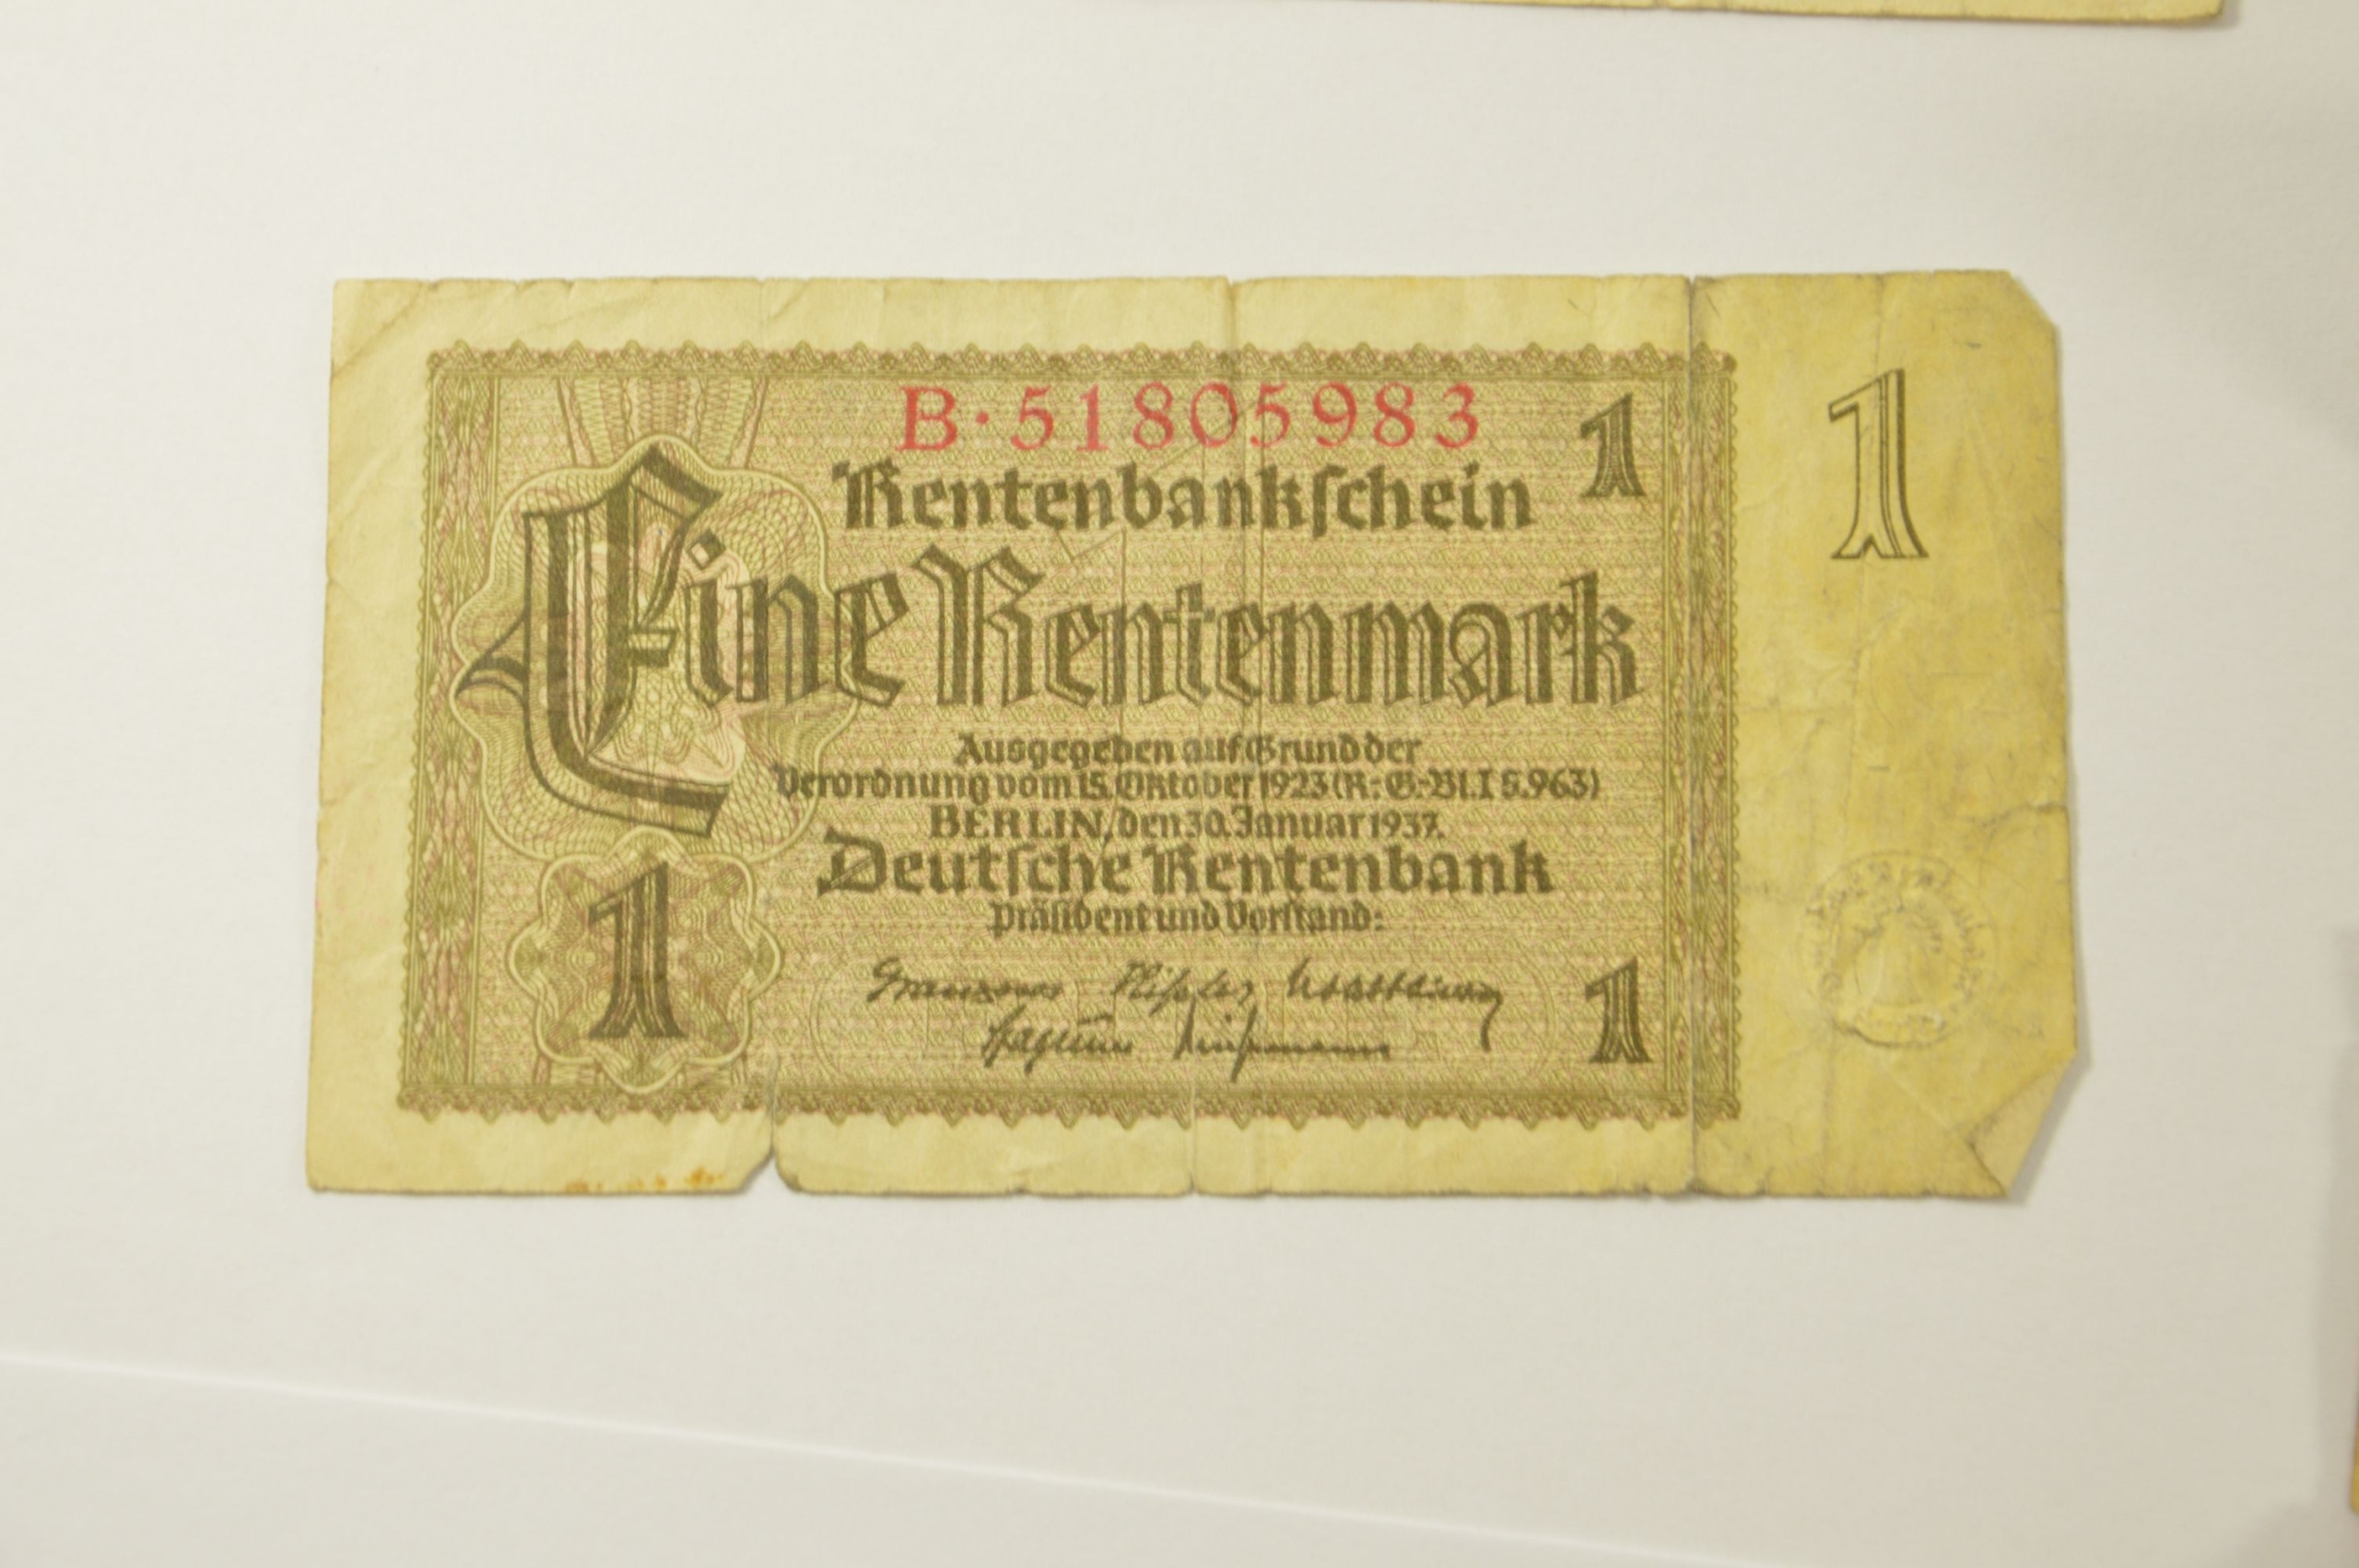 B·51805983
1
1
Rentenbankſchein
Eine Rentenmark
Ausgegeben auf Grund der
Verordnung vom 15. Oktober 1923 (R.-G.-Bl. I S. 963)
BERLIN, den 30. Januar 1937.
Deutſche Rentenbank
Präſident und Vorſtand:
1
1